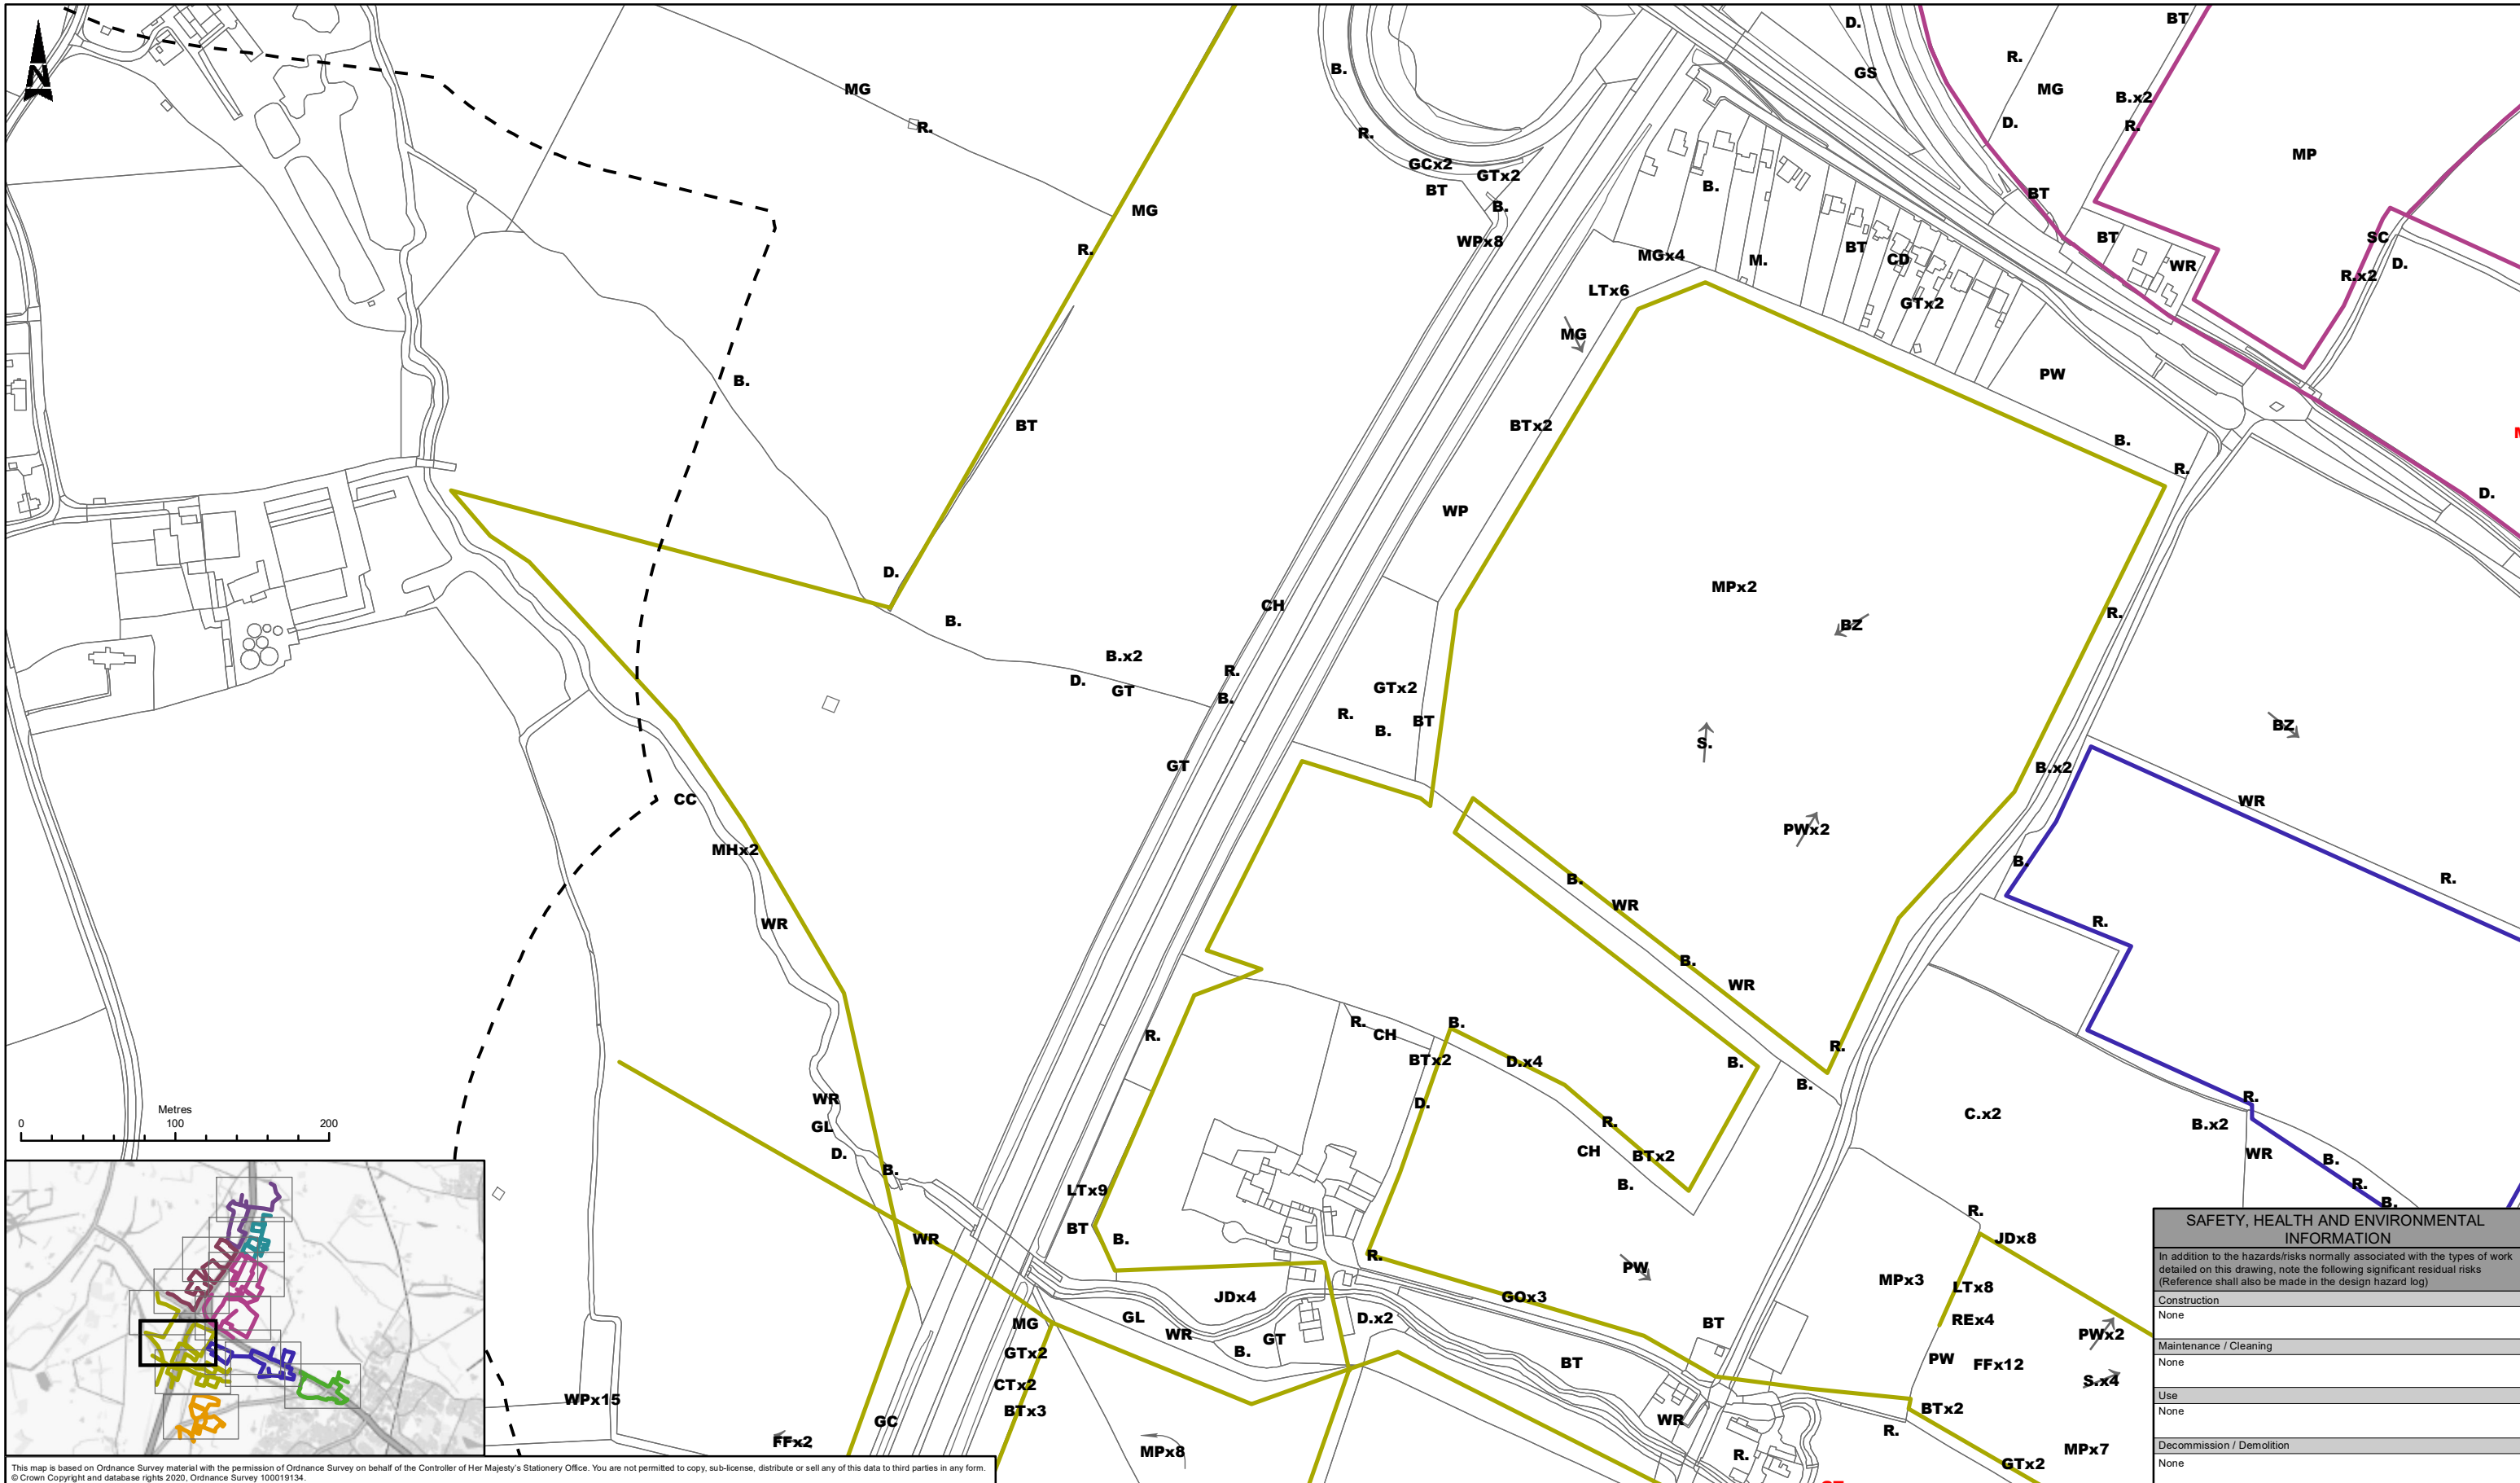 N
MG
R.
MG
R.
B.
BT
D.
B.
B.x2
D.
GT
R.
B.
CH
GT
B.
R.
GCx2
BT
GTx2
B.
WPx8
D.
GS
BT
R.
MG
D.
B.x2
R.
MP
BT
BT
WR
SC
R.x2
D.
B.
MGx4
M.
BT
CD
GTx2
LTx6
MG
PW
BTx2
B.
R.
D.
WP
MPx2
BZ
R.
GTx2
R.
B.
BT
S.
BZ
B.x2
WR
PWx2
B.
R.
R.
CC
MHx2
WR
B.
WR
B.
WR
R.
B.
B.
R.
R.
CH
B.
BTx2
D.x4
D.
R.
CH
BTx2
B.
C.x2
R.
B.x2
WR
B.
R.
B.
WR
GL
D.
B.
LTx9
BT
B.
WR
R.
PW
R.
JDx8
MPx3
LTx8
REx4
PWx2
PW
FFx12
S.x4
BTx2
R.
MPx7
GTx2
GOx3
BT
JDx4
GL
WR
GT
B.
D.x2
BT
WR
R.
MG
GTx2
CTx2
BTx3
GC
WPx15
FFx2
MPx8
Metres
0 100 200
SAFETY, HEALTH AND ENVIRONMENTAL
INFORMATION
In addition to the hazards/risks normally associated with the types of work
detailed on this drawing, note the following significant residual risks
(Reference shall also be made in the design hazard log)
Construction
None
Maintenance / Cleaning
None
Use
None
Decommission / Demolition
None
This map is based on Ordnance Survey material with the permission of Ordnance Survey on behalf of the Controller of Her Majesty's Stationery Office. You are not permitted to copy, sub-license, distribute or sell any of this data to third parties in any form.
© Crown Copyright and database rights 2020, Ordnance Survey 100019134.